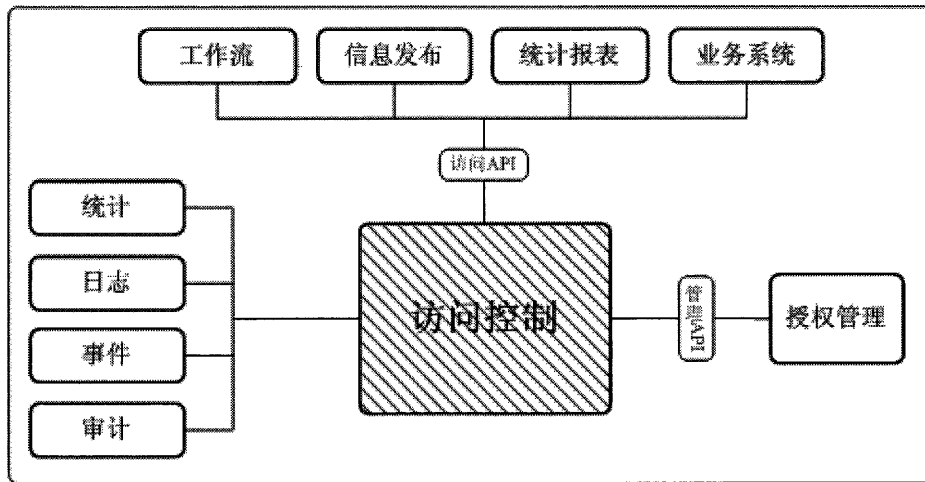 工作流
信息发布
统计报表
业务系统
访问API
统计
日志
事件
审计
访问控制
管理API
授权管理